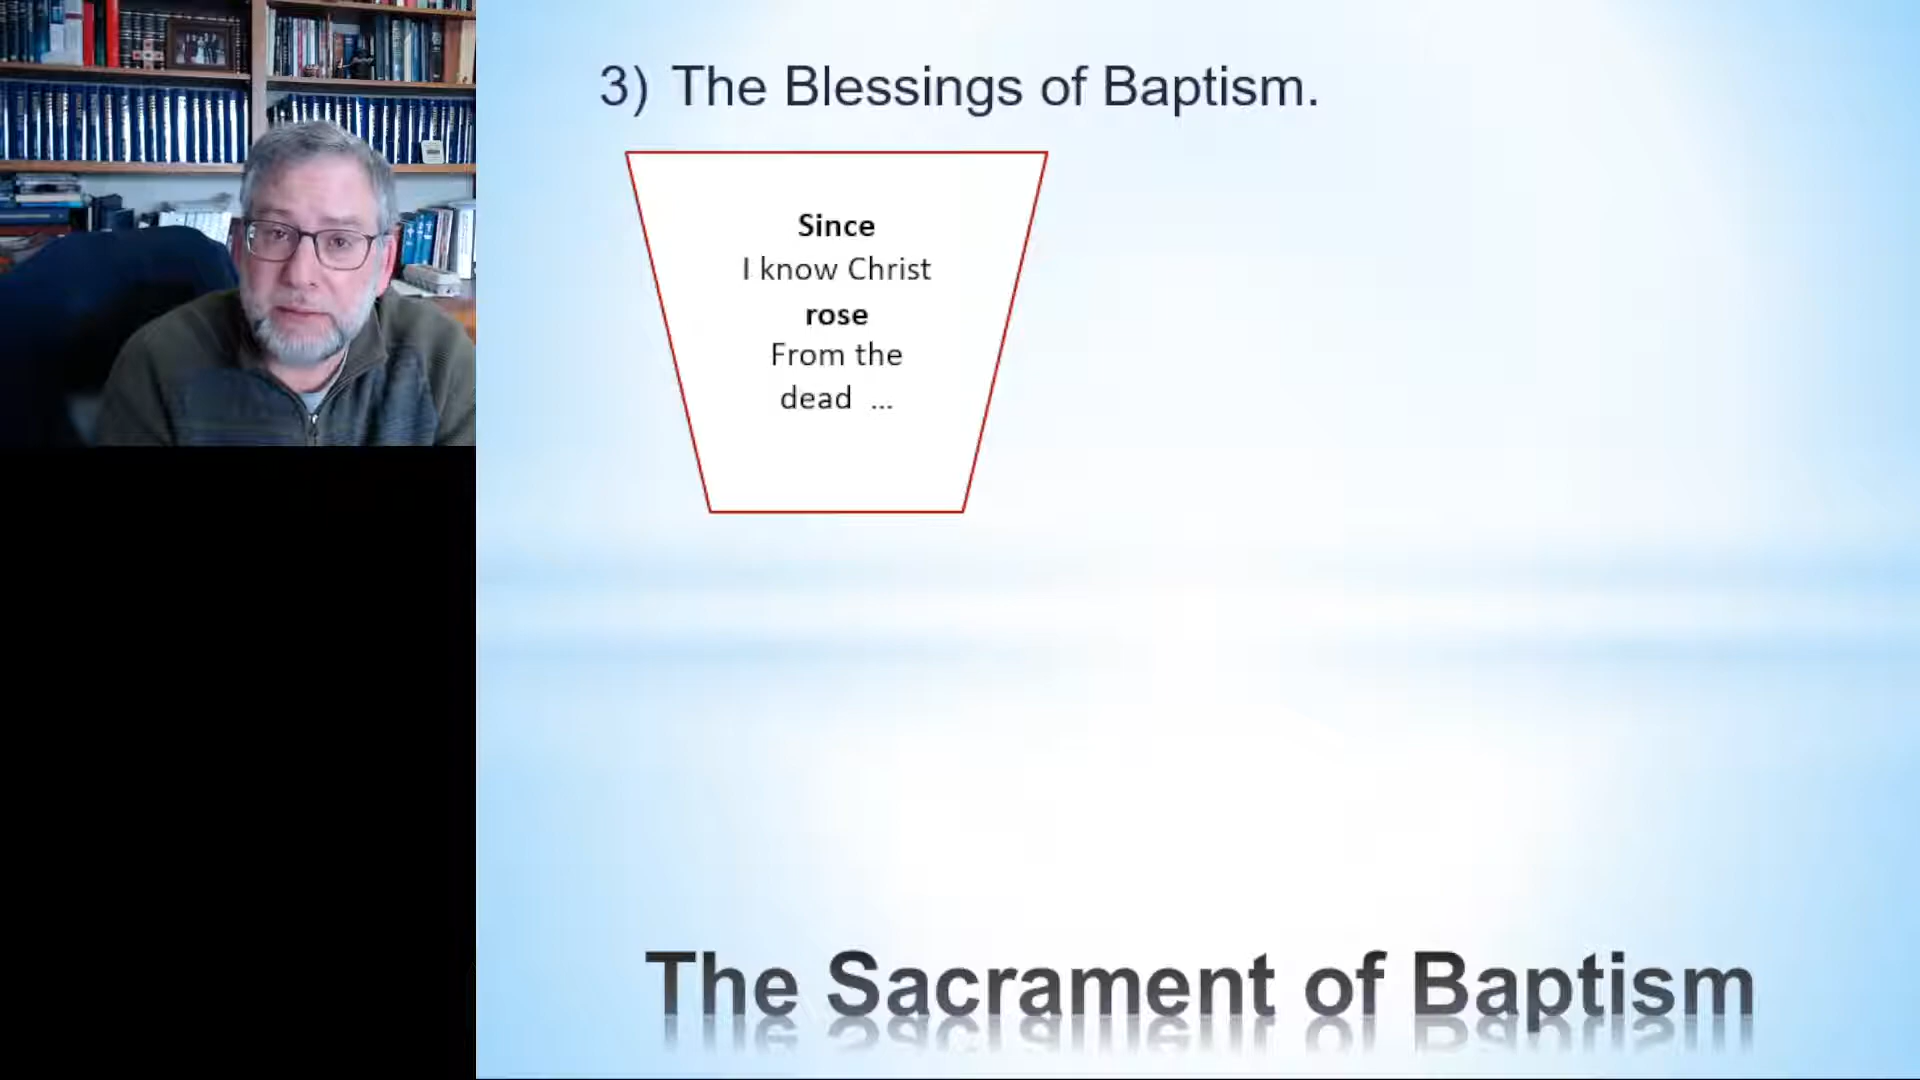 3) The Blessings of Baptism.
Since
I know Christ
rose
From the
dead ...
The Sacrament of Baptism